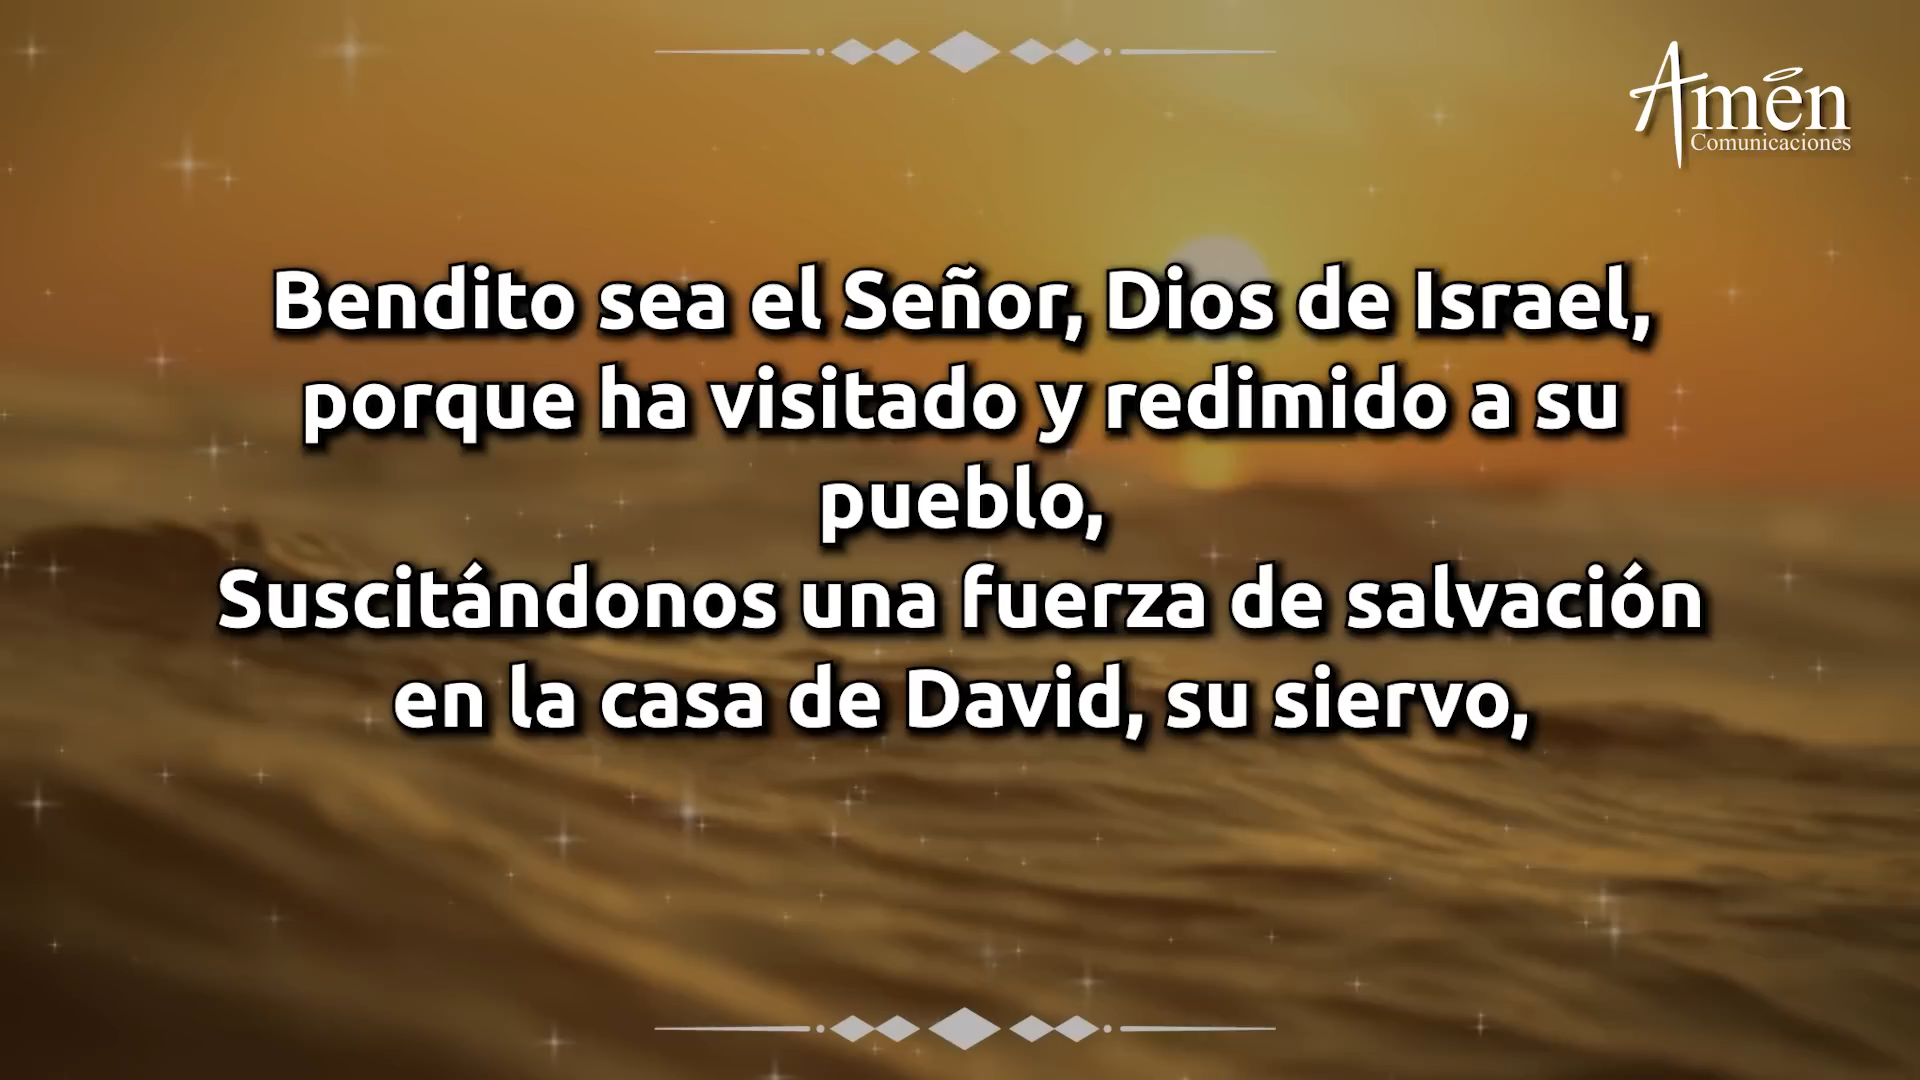 Amén
Comunicaciones
Bendito sea el Señor, Dios de Israel,
porque ha visitado y redimido a su
pueblo,
Suscitándonos una fuerza de salvación
en la casa de David, su siervo,